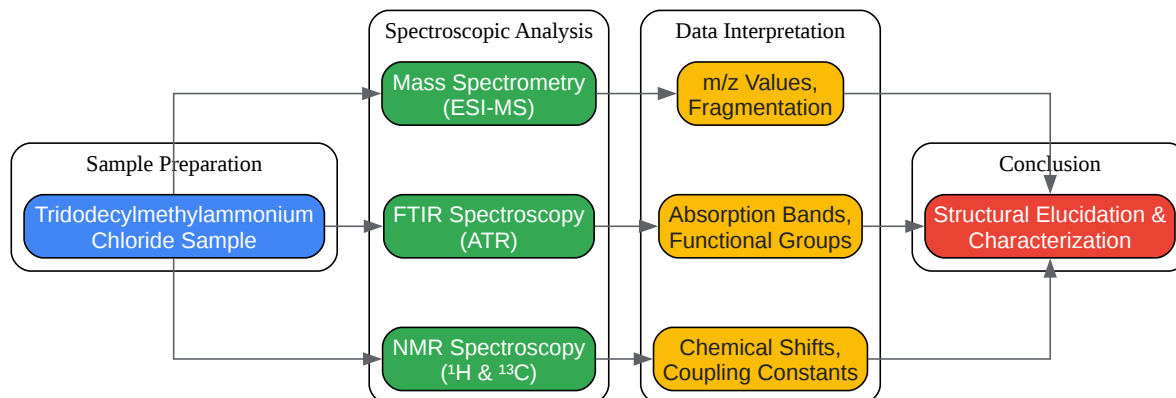 Spectroscopic Analysis
Data Interpretation
Mass Spectrometry
(ESI-MS)
m/z Values,
Fragmentation
Sample Preparation
Conclusion
Tridodecylmethylammonium
Chloride Sample
FTIR Spectroscopy
(ATR)
Absorption Bands,
Functional Groups
Structural Elucidation &
Characterization
NMR Spectroscopy
(¹H & ¹³C)
Chemical Shifts,
Coupling Constants